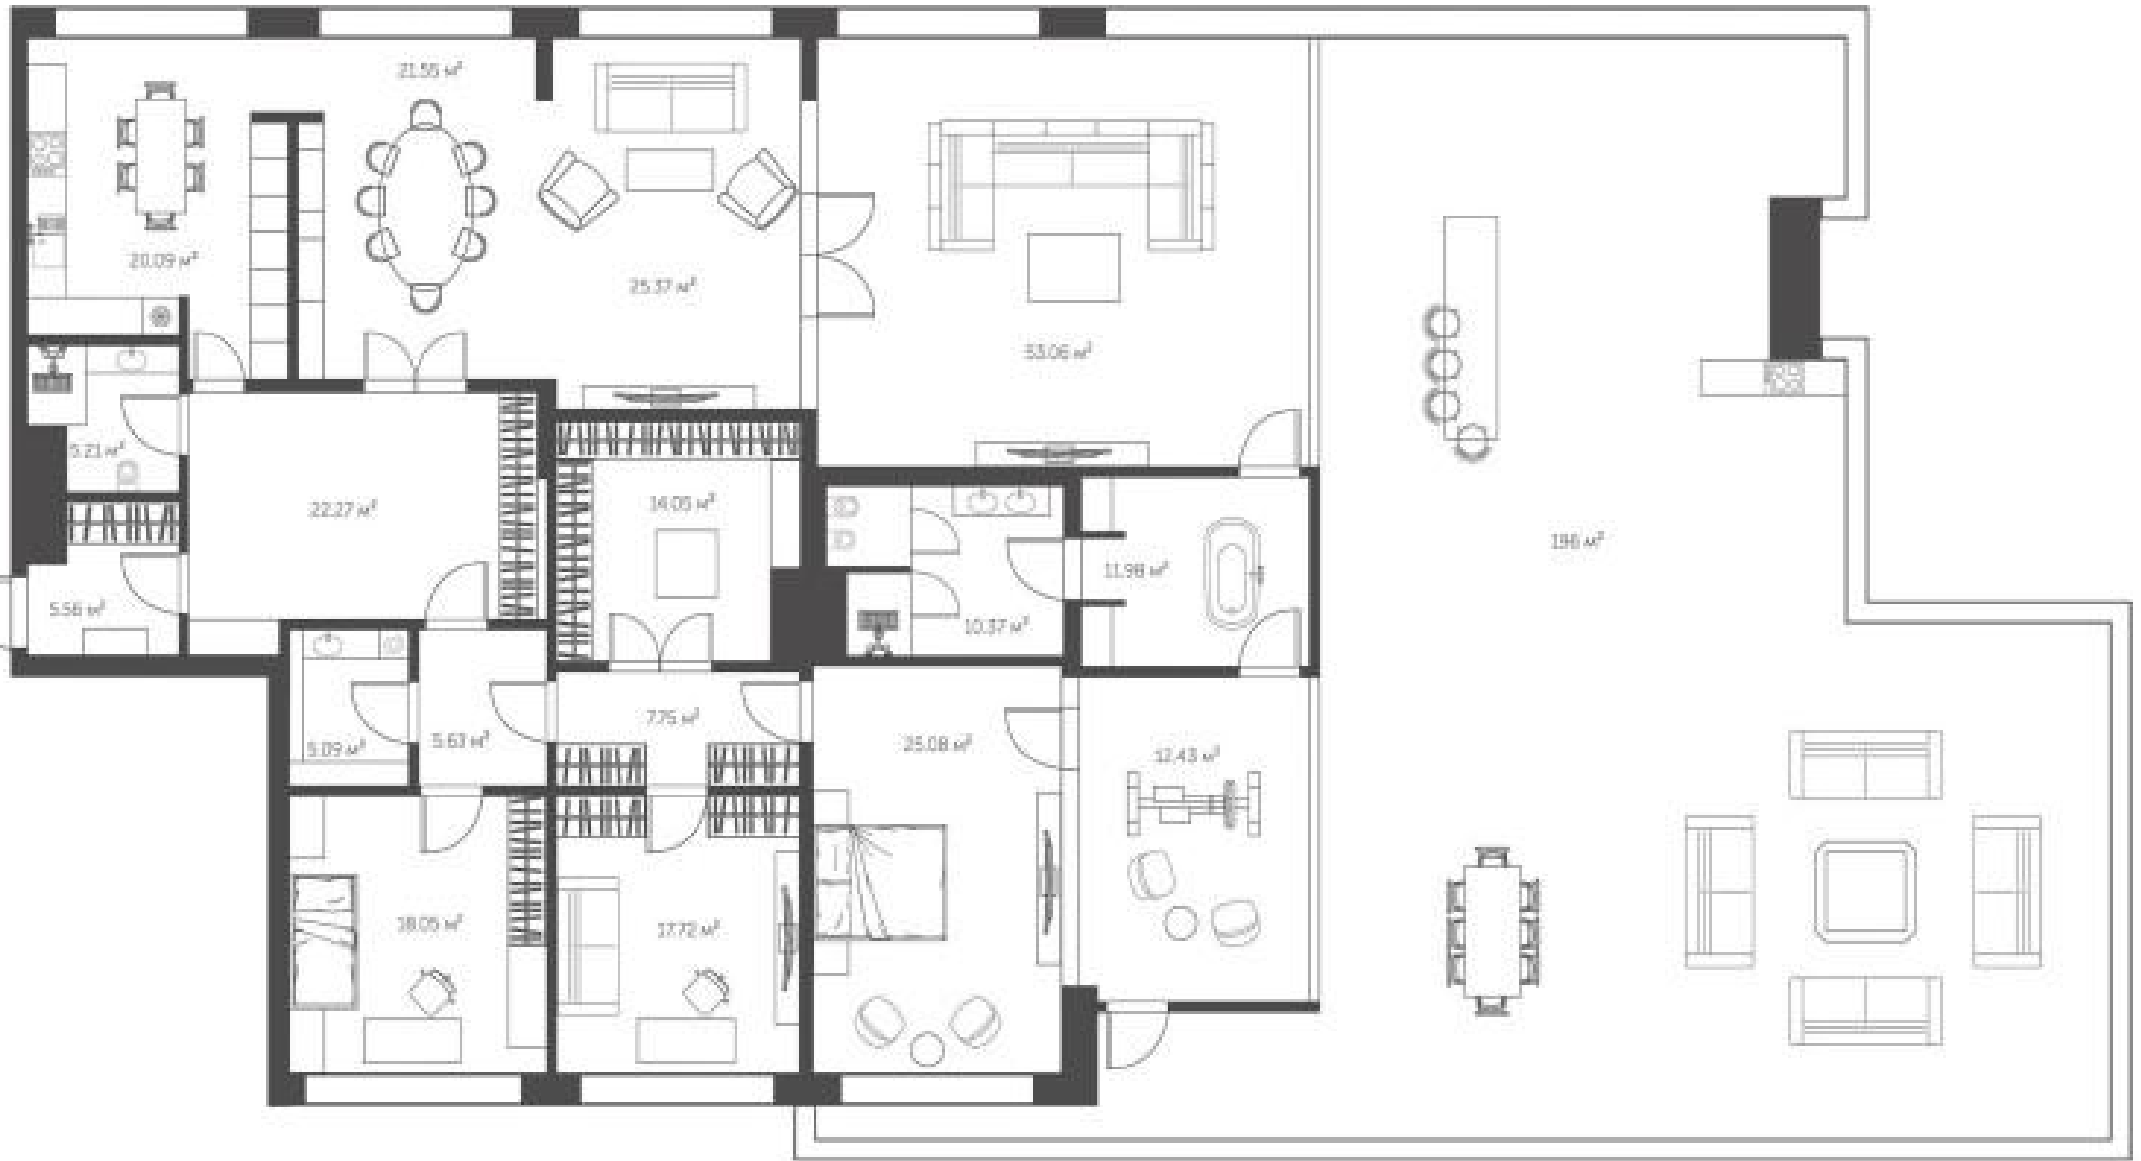 21.55 м²
20.09 м²
25.37 м²
53.06 м²
5.21 м²
22.27 м²
14.05 м²
196 м²
11.98 м²
5.56 м²
10.37 м²
7.75 м²
5.09 м²
5.63 м²
25.08 м²
12.43 м²
18.05 м²
17.72 м²